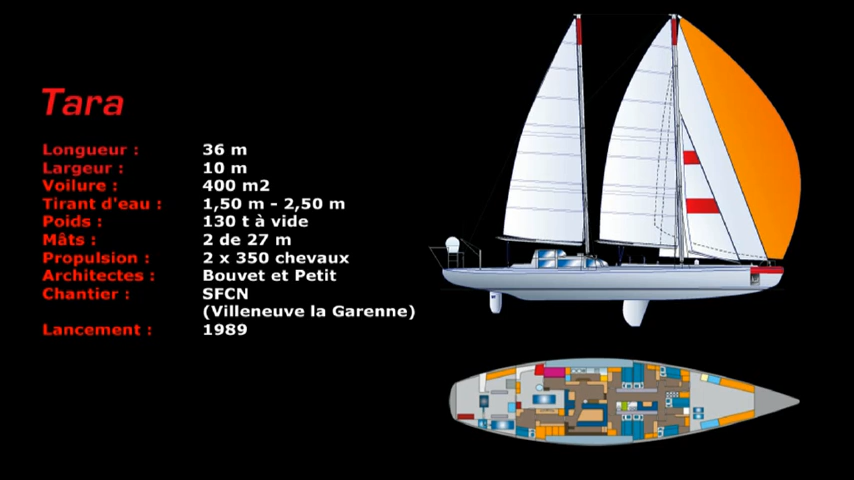 Tara
Longueur : 36 m
Largeur : 10 m
Voilure : 400 m2
Tirant d'eau : 1,50 m - 2,50 m
Poids : 130 t à vide
Mâts : 2 de 27 m
Propulsion : 2 x 350 chevaux
Architectes : Bouvet et Petit
Chantier : SFCN
(Villeneuve la Garenne)
Lancement : 1989